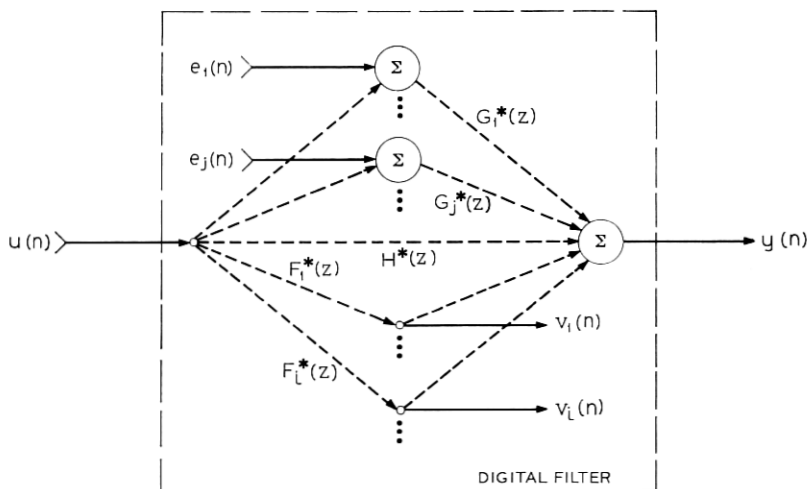 e₁(n)
Σ
G₁*(z)
eⱼ(n)
Σ
Gⱼ*(z)
u(n)
H*(z)
Σ
y(n)
F₁*(z)
v₁(n)
Fᵢ*(z)
vᵢ(n)
DIGITAL FILTER